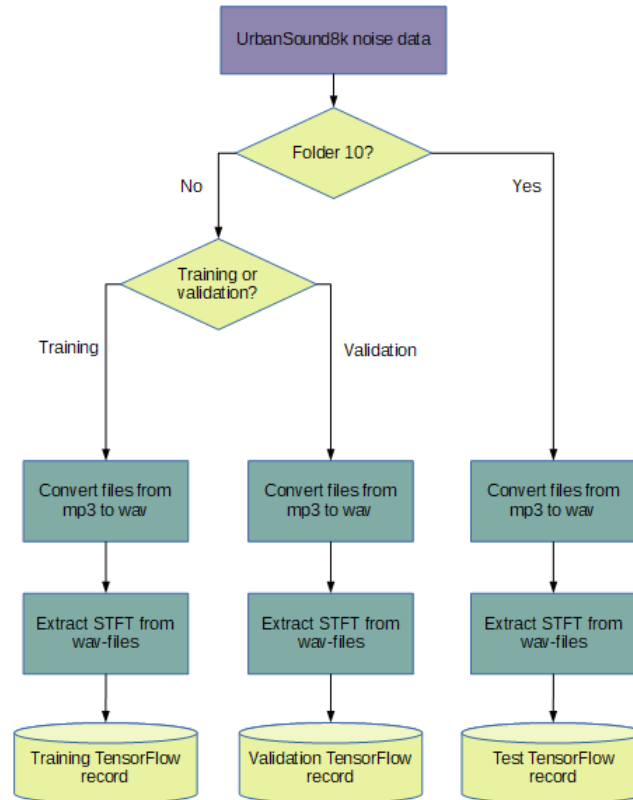 UrbanSound8k noise data
Folder 10?
No
Yes
Training or
validation?
Training
Validation
Convert files from
mp3 to wav
Convert files from
mp3 to wav
Convert files from
mp3 to wav
Extract STFT from
wav-files
Extract STFT from
wav-files
Extract STFT from
wav-files
Training TensorFlow
record
Validation TensorFlow
record
Test TensorFlow
record